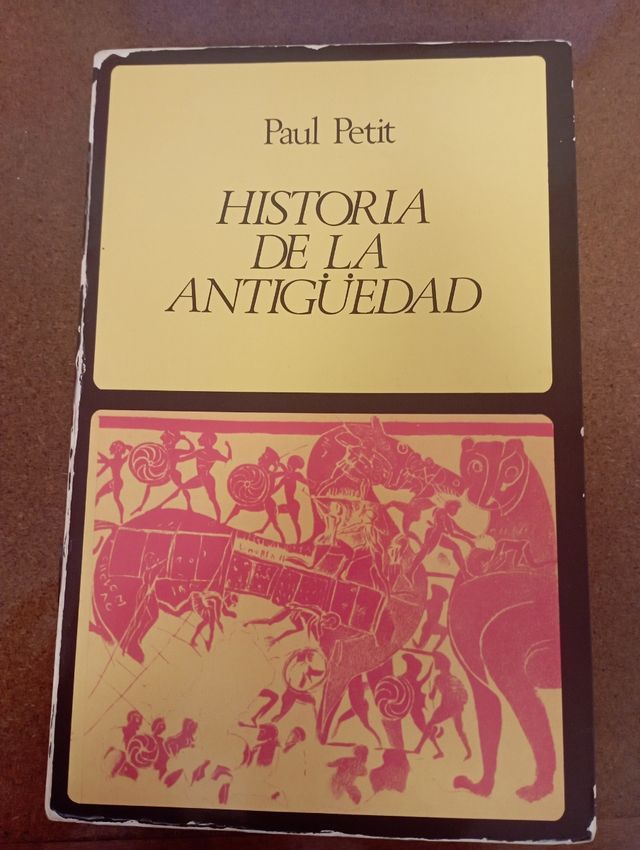 Paul Petit
HISTORIA
DE LA
ANTIGÜEDAD